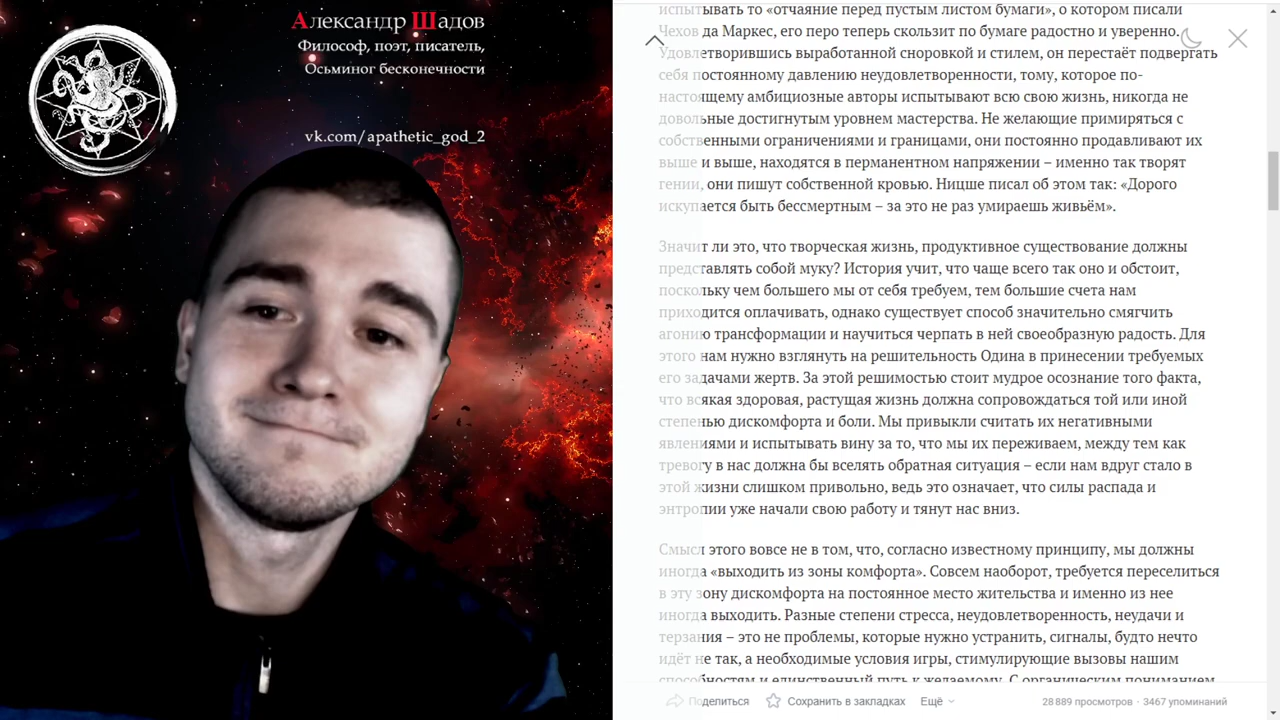 Александр Шадов
Философ, поэт, писатель,
Осьминог бесконечности
vk.com/apathetic_god_2
испытывать то «отчаяние перед пустым листом бумаги», о котором писали
Чехов да Маркес, его перо теперь скользит по бумаге радостно и уверенно.
Удовлетворившись выработанной сноровкой и стилем, он перестаёт подвергать
себя постоянному давлению неудовлетворенности, тому, которое по-
настоящему амбициозные авторы испытывают всю свою жизнь, никогда не
довольные достигнутым уровнем мастерства. Не желающие примиряться с
собственными ограничениями и границами, они постоянно продавливают их
выше и выше, находятся в перманентном напряжении – именно так творят
гении, они пишут собственной кровью. Ницше писал об этом так: «Дорого
искупается быть бессмертным – за это не раз умираешь живьём».
Значит ли это, что творческая жизнь, продуктивное существование должны
представлять собой муку? История учит, что чаще всего так оно и обстоит,
поскольку чем большего мы от себя требуем, тем большие счета нам
приходится оплачивать, однако существует способ значительно смягчить
агонию трансформации и научиться черпать в ней своеобразную радость. Для
этого нам нужно взглянуть на решительность Одина в принесении требуемых
его задачами жертв. За этой решимостью стоит мудрое осознание того факта,
что всякая здоровая, растущая жизнь должна сопровождаться той или иной
степенью дискомфорта и боли. Мы привыкли считать их негативными
явлениями и испытывать вину за то, что мы их переживаем, между тем как
тревогу в нас должна бы вселять обратная ситуация – если нам вдруг стало в
этой жизни слишком привольно, ведь это означает, что силы распада и
энтропии уже начали свою работу и тянут нас вниз.
Смысл этого вовсе не в том, что, согласно известному принципу, мы должны
иногда «выходить из зоны комфорта». Совсем наоборот, требуется переселиться
в эту зону дискомфорта на постоянное место жительства и именно из нее
иногда выходить. Разные степени стресса, неудовлетворенность, неудачи и
терзания – это не проблемы, которые нужно устранить, сигналы, будто нечто
идёт не так, а необходимые условия игры, стимулирующие вызовы нашим
способностям и единственный путь к желаемому. С органическим пониманием
Поделиться Сохранить в закладках Ещё 28 889 просмотров · 3467 упоминаний